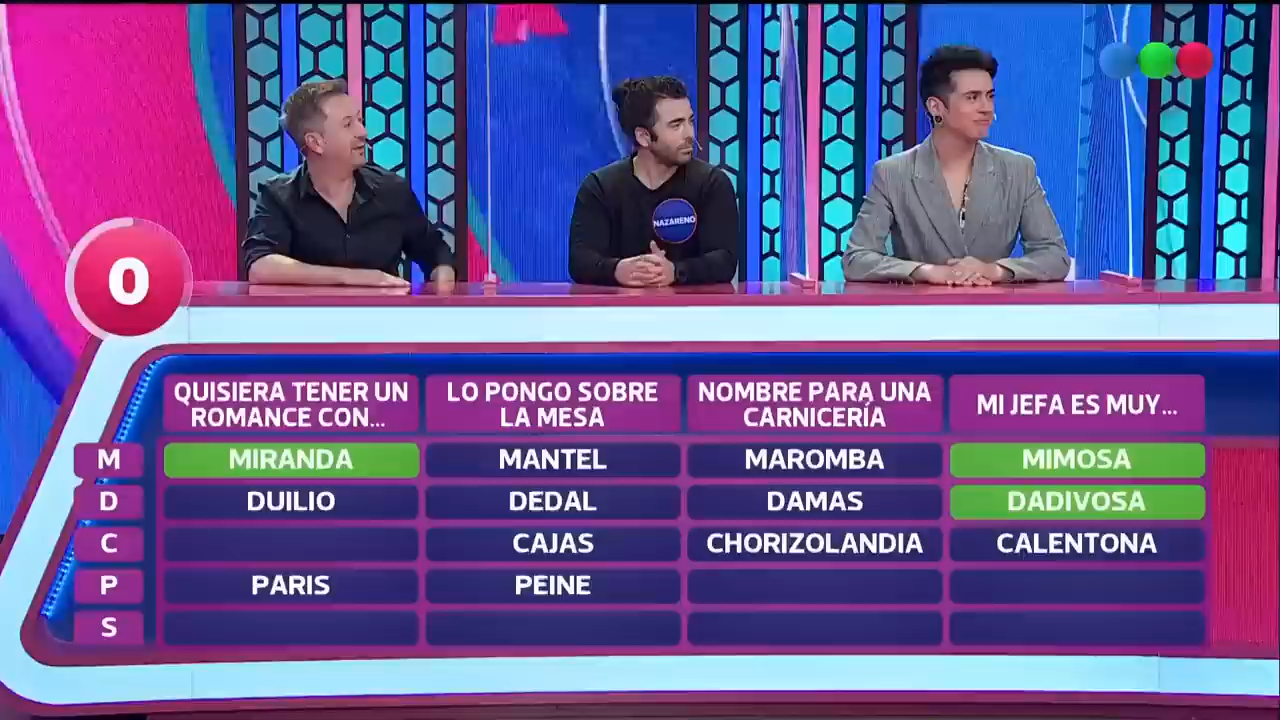 NAZARENO
0
QUISIERA TENER UN
ROMANCE CON...
LO PONGO SOBRE
LA MESA
NOMBRE PARA UNA
CARNICERÍA
MI JEFA ES MUY...
M MIRANDA MANTEL MAROMBA MIMOSA
D DUILIO DEDAL DAMAS DADIVOSA
C CAJAS CHORIZOLANDIA CALENTONA
P PARIS PEINE
S